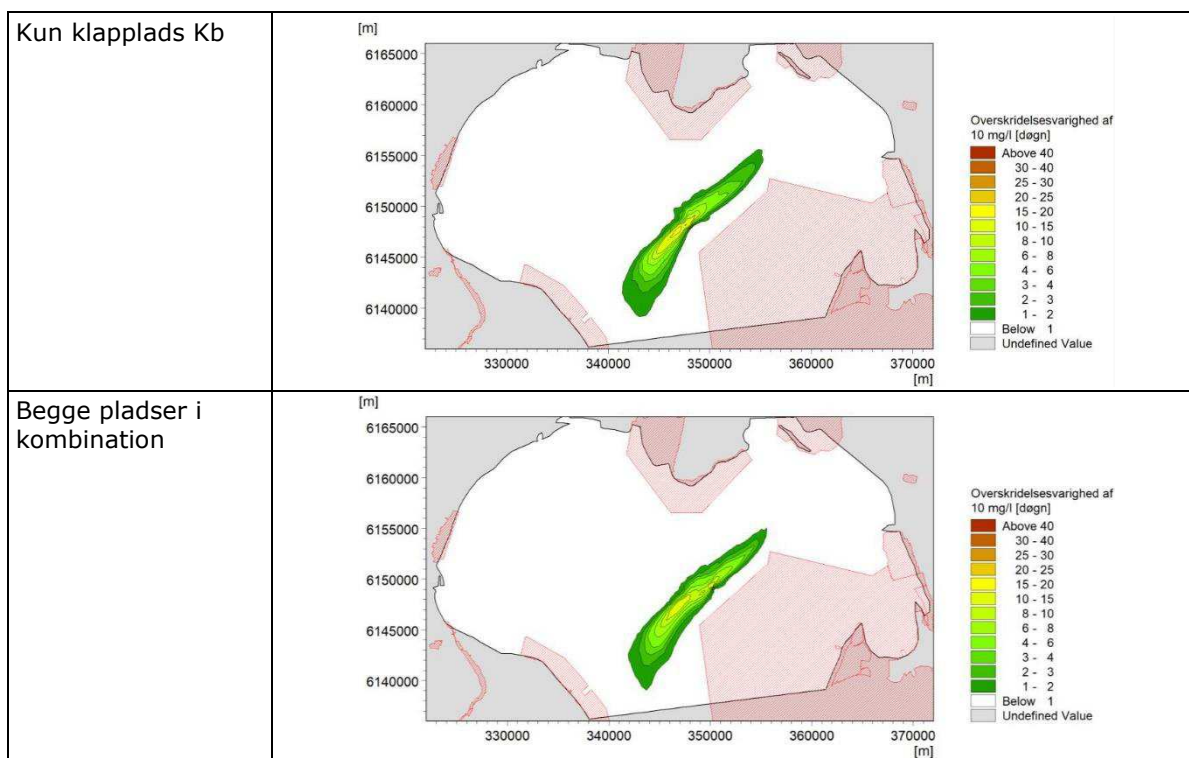 Kun klapplads Kb
[m]
6165000
6160000
6155000
6150000
6145000
6140000
330000 340000 350000 360000 370000
[m]
Overskridelsesvarighed af
10 mg/l [døgn]
Above 40
30 - 40
25 - 30
20 - 25
15 - 20
10 - 15
8 - 10
6 - 8
4 - 6
3 - 4
2 - 3
1 - 2
Below 1
Undefined Value
Begge pladser i
kombination
[m]
6165000
6160000
6155000
6150000
6145000
6140000
330000 340000 350000 360000 370000
[m]
Overskridelsesvarighed af
10 mg/l [døgn]
Above 40
30 - 40
25 - 30
20 - 25
15 - 20
10 - 15
8 - 10
6 - 8
4 - 6
3 - 4
2 - 3
1 - 2
Below 1
Undefined Value